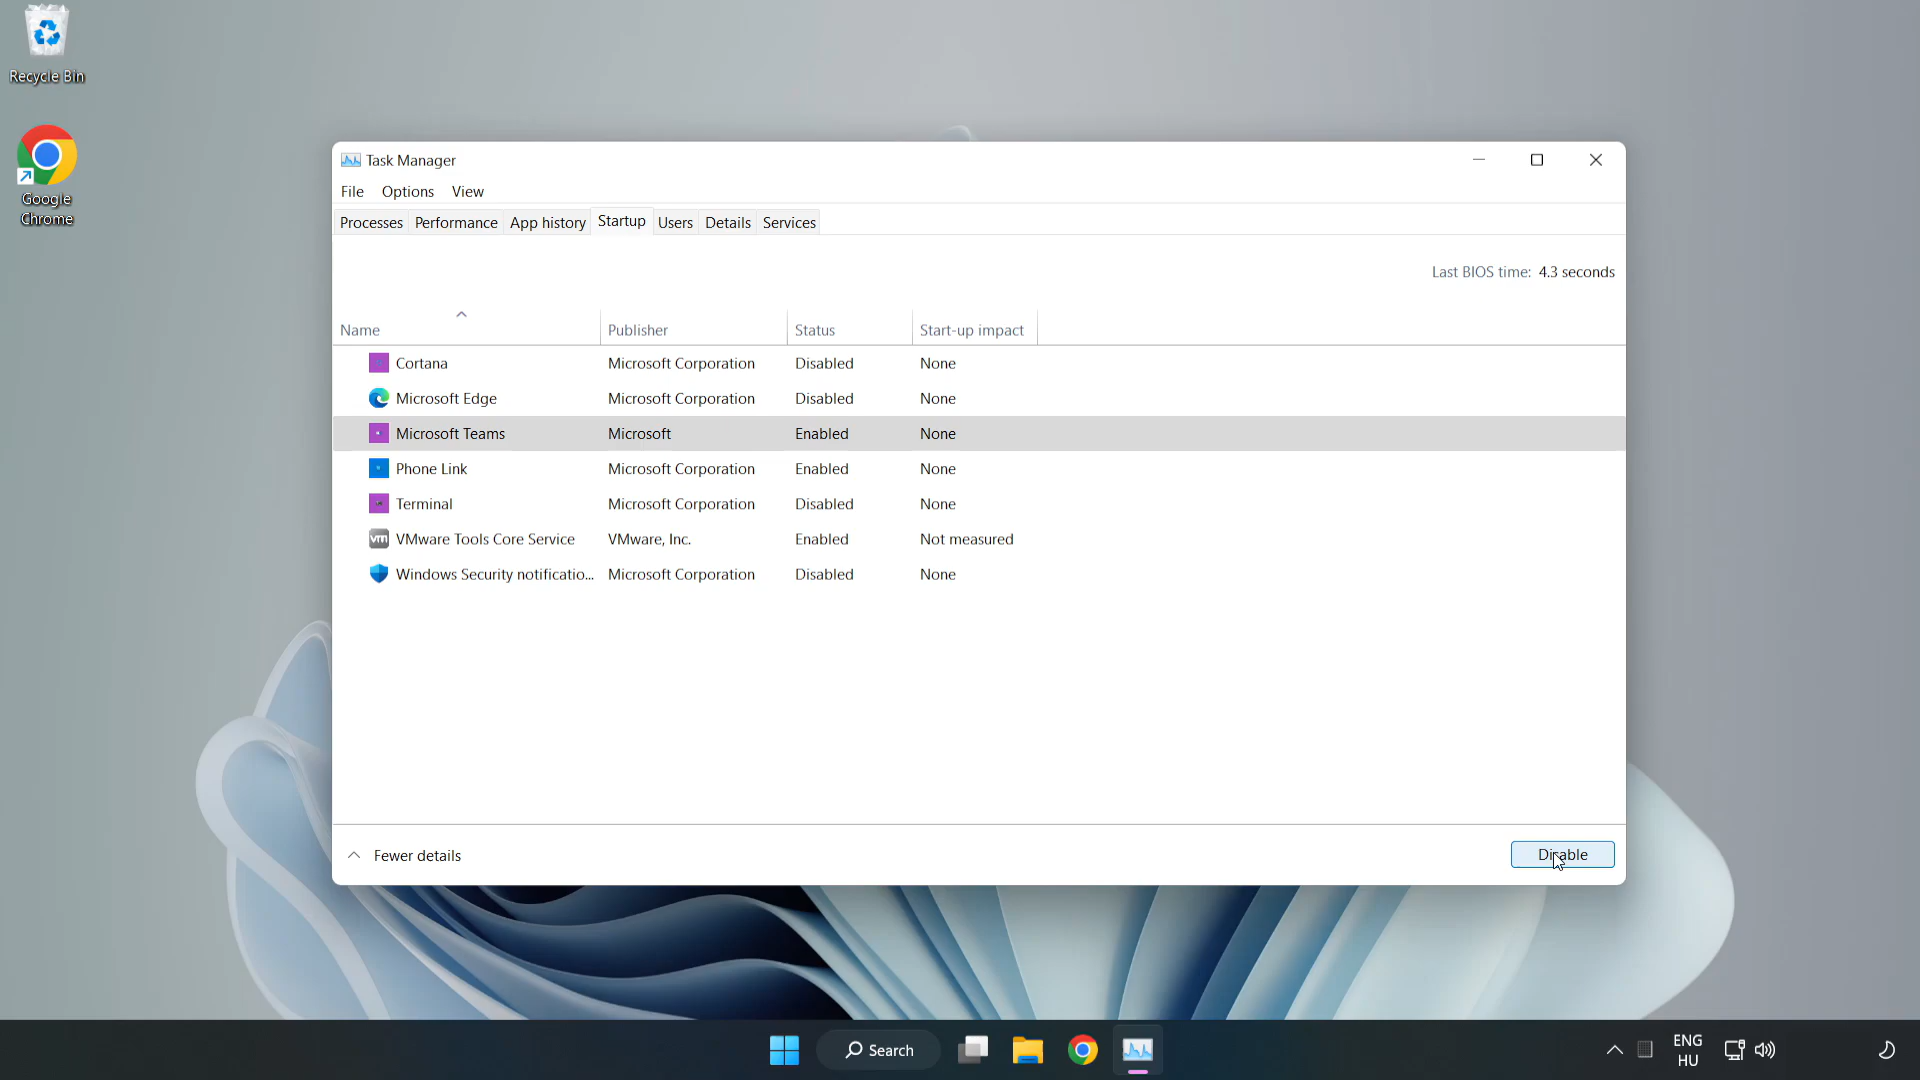 Recycle Bin
Google
Chrome
Task Manager
File Options View
Processes Performance App history Startup Users Details Services
Last BIOS time: 4.3 seconds
Name Publisher Status Start-up impact
Cortana Microsoft Corporation Disabled None
Microsoft Edge Microsoft Corporation Disabled None
Microsoft Teams Microsoft Enabled None
Phone Link Microsoft Corporation Enabled None
Terminal Microsoft Corporation Disabled None
vm VMware Tools Core Service VMware, Inc. Enabled Not measured
Windows Security notificatio... Microsoft Corporation Disabled None
Fewer details
Disable
Search
ENG
HU